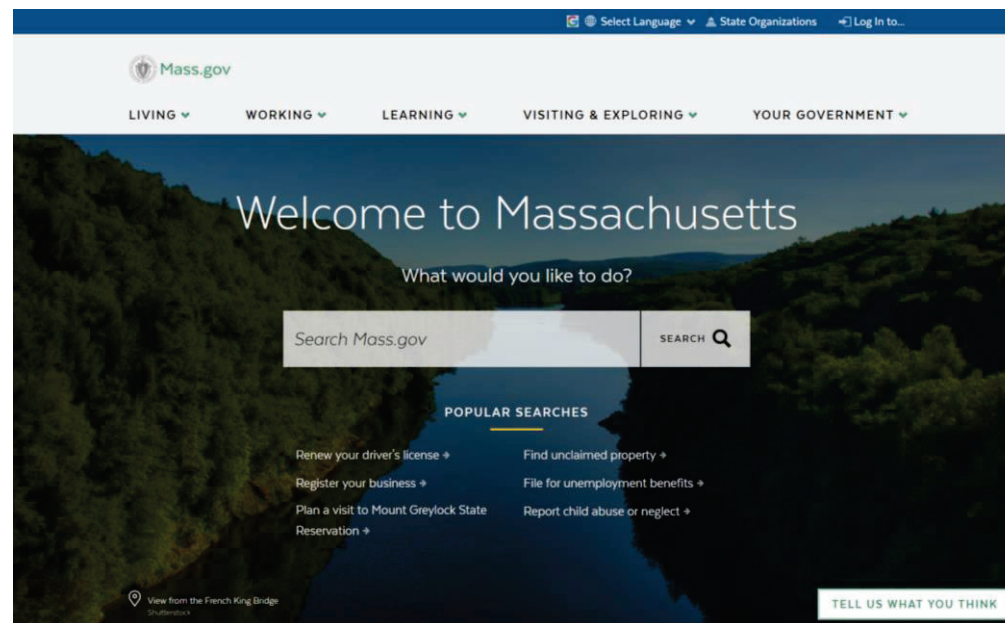 Select Language
State Organizations
Log In to...
Mass.gov
LIVING
WORKING
LEARNING
VISITING & EXPLORING
YOUR GOVERNMENT
Welcome to Massachusetts
What would you like to do?
Search Mass.gov
SEARCH
POPULAR SEARCHES
Renew your driver's license
Register your business
Plan a visit to Mount Greylock State
Reservation
Find unclaimed property
File for unemployment benefits
Report child abuse or neglect
View from the French King Bridge
Shutterstock
TELL US WHAT YOU THINK